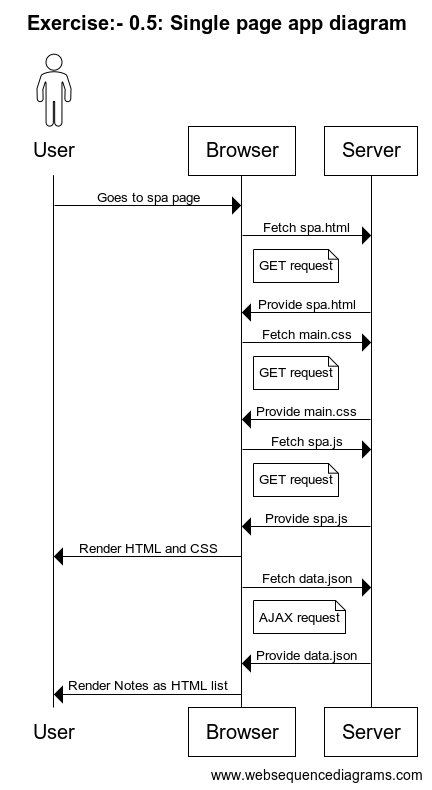 Exercise:- 0.5: Single page app diagram
User
Browser
Server
Goes to spa page
Fetch spa.html
GET request
Provide spa.html
Fetch main.css
GET request
Provide main.css
Fetch spa.js
GET request
Provide spa.js
Render HTML and CSS
Fetch data.json
AJAX request
Provide data.json
Render Notes as HTML list
User
Browser
Server
www.websequencediagrams.com